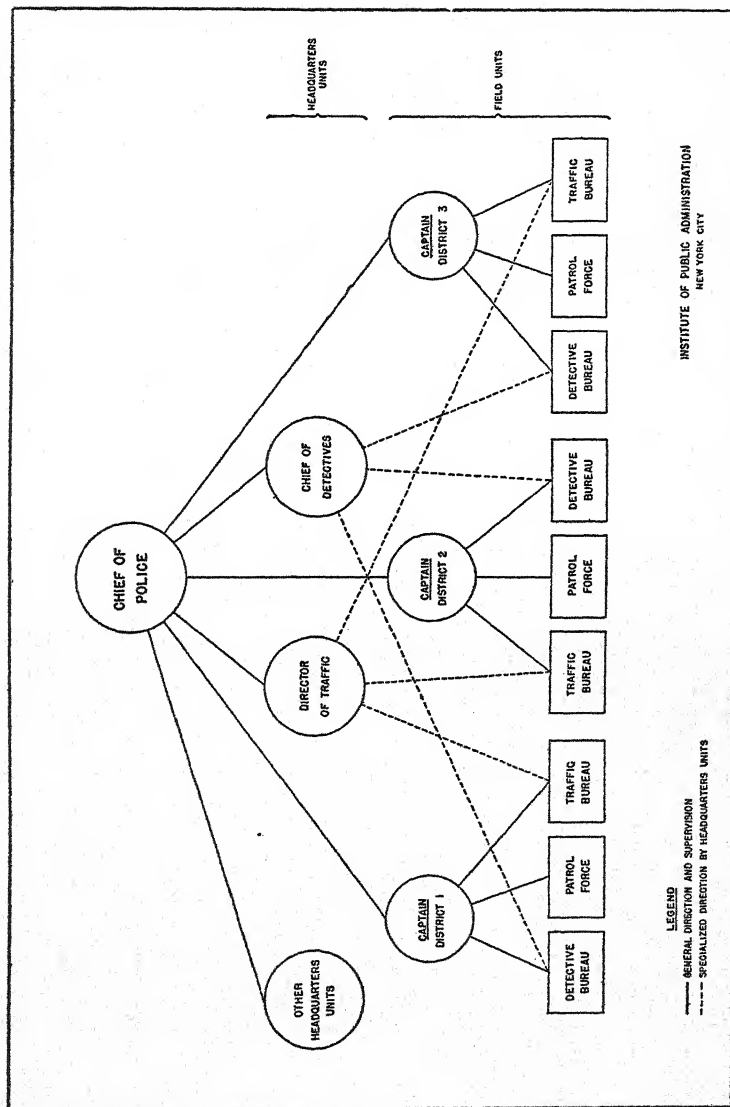 CHIEF OF
POLICE
HEADQUARTERS
UNITS
OTHER
HEADQUARTERS
UNITS
DIRECTOR
OF TRAFFIC
CHIEF OF
DETECTIVES
FIELD UNITS
CAPTAIN
DISTRICT 1
CAPTAIN
DISTRICT 2
CAPTAIN
DISTRICT 3
DETECTIVE
BUREAU
PATROL
FORCE
TRAFFIC
BUREAU
TRAFFIC
BUREAU
PATROL
FORCE
DETECTIVE
BUREAU
DETECTIVE
BUREAU
PATROL
FORCE
TRAFFIC
BUREAU
LEGEND
GENERAL DIRECTION AND SUPERVISION
SPECIALIZED DIRECTION BY HEADQUARTERS UNITS
INSTITUTE OF PUBLIC ADMINISTRATION
NEW YORK CITY